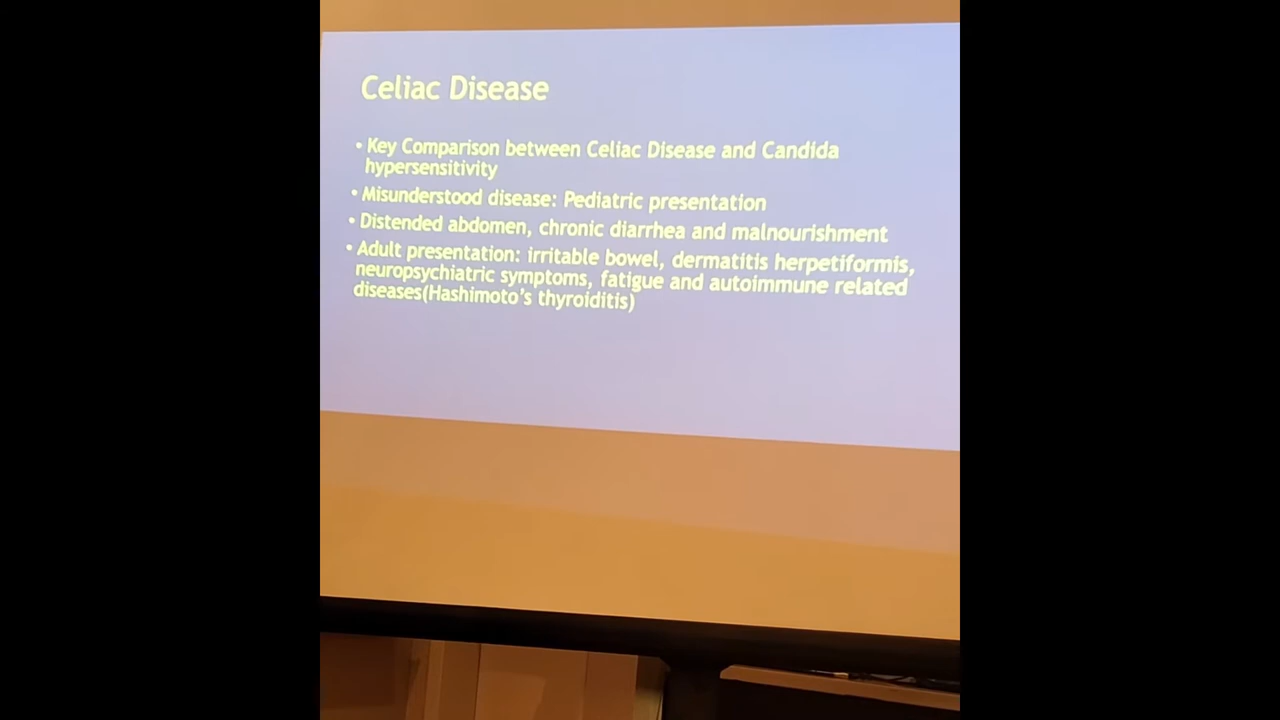 Celiac Disease
• Key Comparison between Celiac Disease and Candida
hypersensitivity
• Misunderstood disease: Pediatric presentation
• Distended abdomen, chronic diarrhea and malnourishment
• Adult presentation: irritable bowel, dermatitis herpetiformis,
neuropsychiatric symptoms, fatigue and autoimmune related
diseases(Hashimoto's thyroiditis)